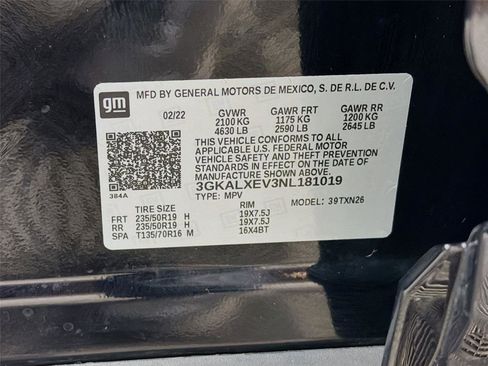 gm
MFD BY GENERAL MOTORS DE MEXICO, S. DE R.L. DE C.V.
02/22 GVWR GAWR FRT GAWR RR
2100 KG 1175 KG 1200 KG
4630 LB 2590 LB 2645 LB
THIS VEHICLE CONFORMS TO ALL
APPLICABLE U.S. FEDERAL MOTOR
VEHICLE SAFETY AND THEFT PREVENTION
STANDARDS IN EFFECT ON THE DATE
OF MANUFACTURE SHOWN ABOVE.
3GKALXEV3NL181019
384A
TYPE: MPV MODEL: 39TXN26
TIRE SIZE RIM
FRT 235/50R19 H 19X7.5J
RR 235/50R19 H 19X7.5J
SPA T135/70R16 M 16X4BT